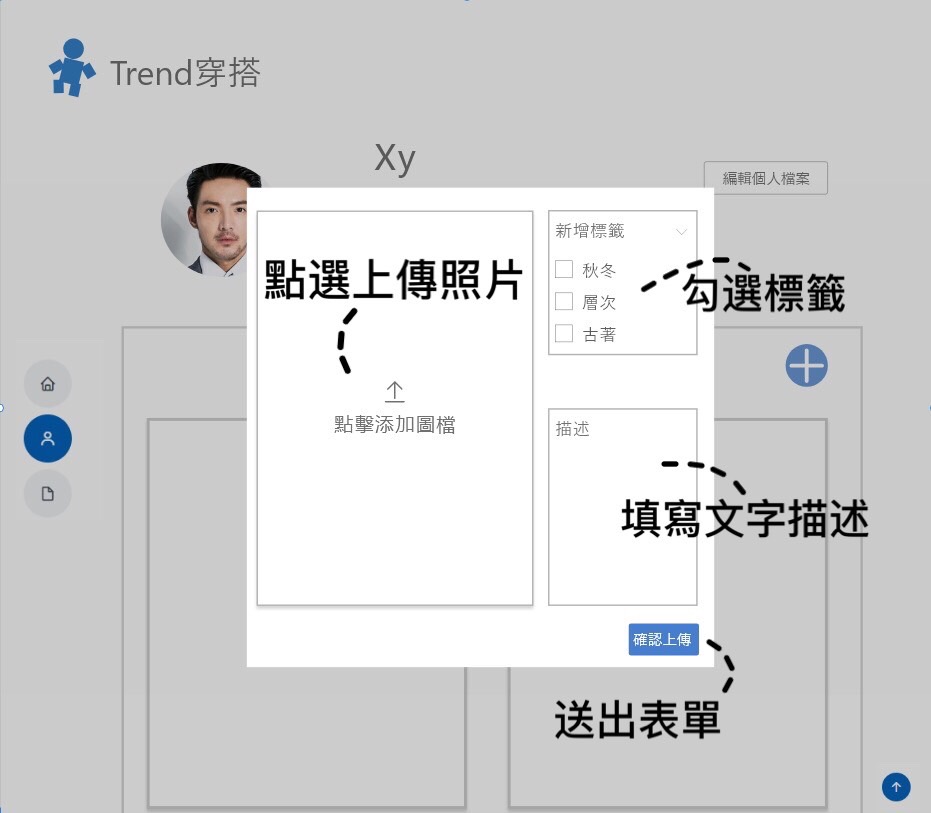 Trend穿搭
Xy
編輯個人檔案
新增標籤
點選上傳照片
秋冬
勾選標籤
層次
古著
點擊添加圖檔
描述
填寫文字描述
確認上傳
送出表單